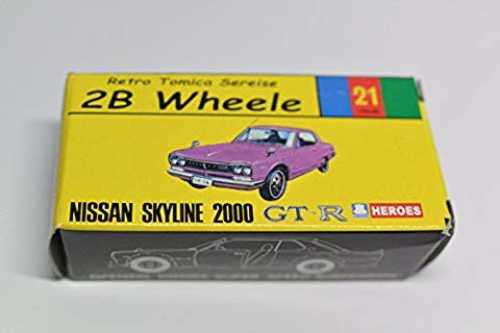 Retro Tomica Sereise
2B Wheele
21
NISSAN SKYLINE 2000 GT-R HEROES